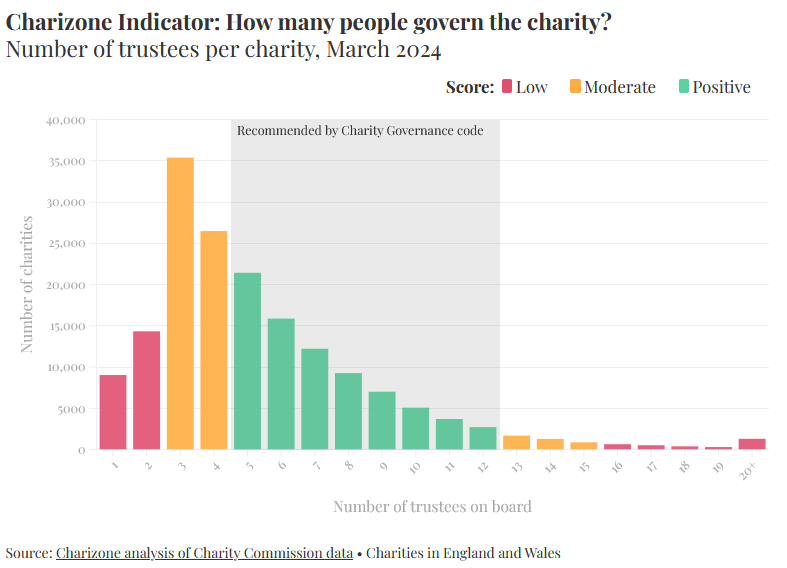 Charizone Indicator: How many people govern the charity?
Number of trustees per charity, March 2024
Score: Low Moderate Positive
Recommended by Charity Governance code
40,000
35,000
30,000
25,000
20,000
15,000
10,000
5000
0
Number of charities
1 2 3 4 5 6 7 8 9 10 11 12 13 14 15 16 17 18 19 20+
Number of trustees on board
Source: Charizone analysis of Charity Commission data • Charities in England and Wales